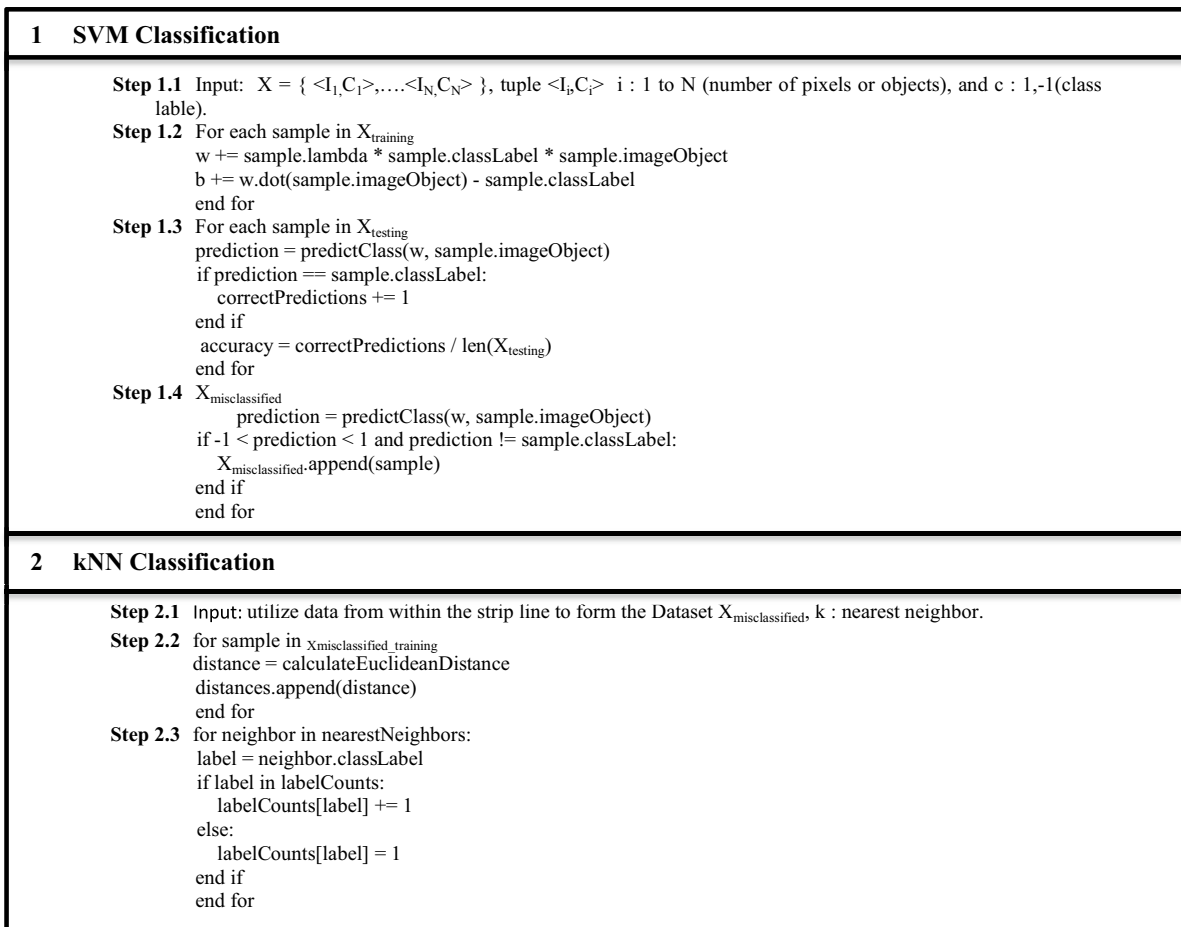 1 SVM Classification
Step 1.1 Input: X = { <I1,C1>,….<IN,CN> }, tuple <Ii,Ci> i : 1 to N (number of pixels or objects), and c : 1,-1(class
lable).
Step 1.2 For each sample in Xtraining
w += sample.lambda * sample.classLabel * sample.imageObject
b += w.dot(sample.imageObject) - sample.classLabel
end for
Step 1.3 For each sample in Xtesting
prediction = predictClass(w, sample.imageObject)
if prediction == sample.classLabel:
correctPredictions += 1
end if
accuracy = correctPredictions / len(Xtesting)
end for
Step 1.4 Xmisclassified
prediction = predictClass(w, sample.imageObject)
if -1 < prediction < 1 and prediction != sample.classLabel:
Xmisclassified.append(sample)
end if
end for
2 kNN Classification
Step 2.1 Input: utilize data from within the strip line to form the Dataset Xmisclassified, k : nearest neighbor.
Step 2.2 for sample in Xmisclassified_training
distance = calculateEuclideanDistance
distances.append(distance)
end for
Step 2.3 for neighbor in nearestNeighbors:
label = neighbor.classLabel
if label in labelCounts:
labelCounts[label] += 1
else:
labelCounts[label] = 1
end if
end for